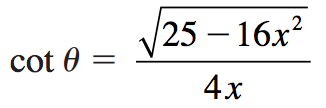 cot θ = √(25 − 16x²) / 4x